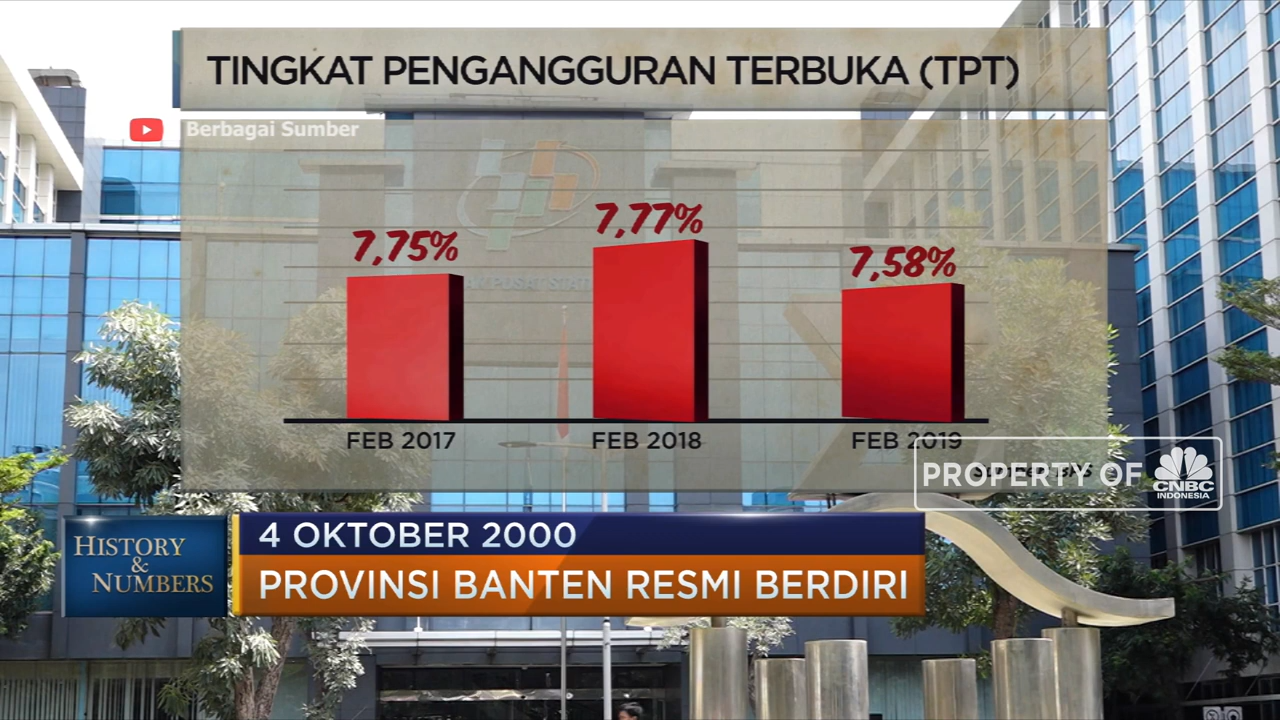 TINGKAT PENGANGGURAN TERBUKA (TPT)
Berbagai Sumber
7,75%
7,77%
7,58%
FEB 2017
FEB 2018
FEB 2019
PROPERTY OF
CNBC
INDONESIA
HISTORY
&
NUMBERS
4 OKTOBER 2000
PROVINSI BANTEN RESMI BERDIRI